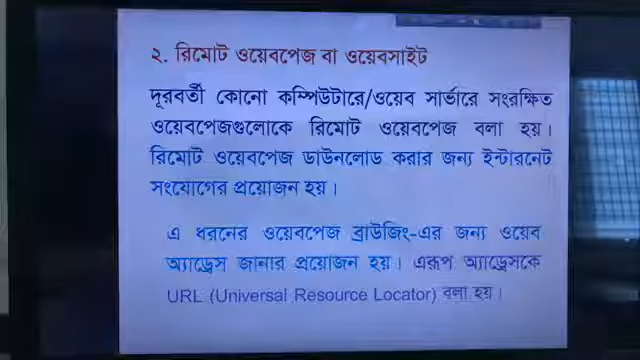 ২. রিমোট ওয়েবপেজ বা ওয়েবসাইট
দূরবর্তী কোনো কম্পিউটারে/ওয়েব সার্ভারে সংরক্ষিত
ওয়েবপেজগুলোকে রিমোট ওয়েবপেজ বলা হয়।
রিমোট ওয়েবপেজ ডাউনলোড করার জন্য ইন্টারনেট
সংযোগের প্রয়োজন হয়।
এ ধরনের ওয়েবপেজ ব্রাউজিং-এর জন্য ওয়েব
অ্যাড্রেস জানার প্রয়োজন হয়। এরূপ অ্যাড্রেসকে
URL (Universal Resource Locator) বলা হয়।